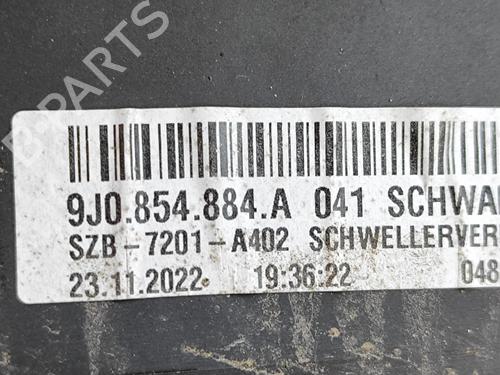 B-PARTS
9J0.854.884.A 041 SCHWA
SZB-7201-A402 SCHWELLERVER
23.11.2022 19:36:22 048